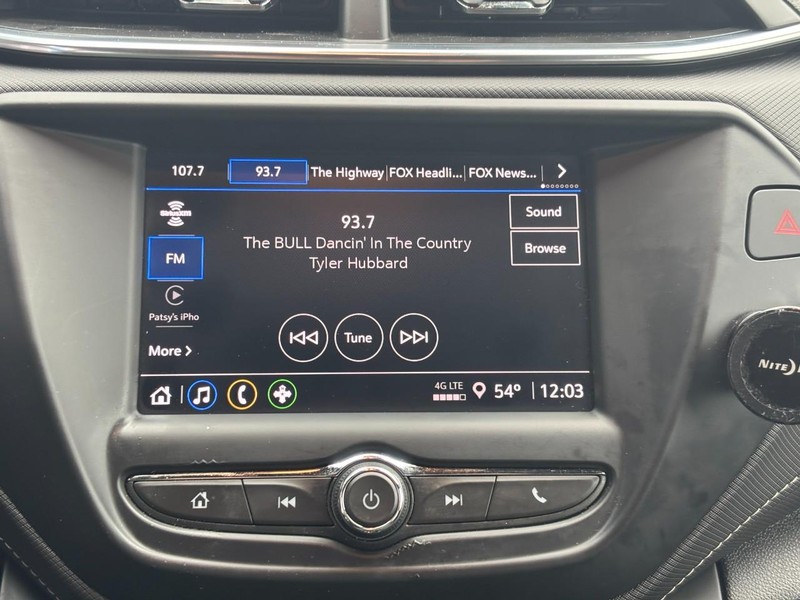 107.7 93.7 The Highway FOX Headli... FOX News...
SiriusXM
93.7
Sound
The BULL Dancin' In The Country
Browse
FM
Tyler Hubbard
Patsy's iPho
Tune
More
4G LTE
54° 12:03
NITE